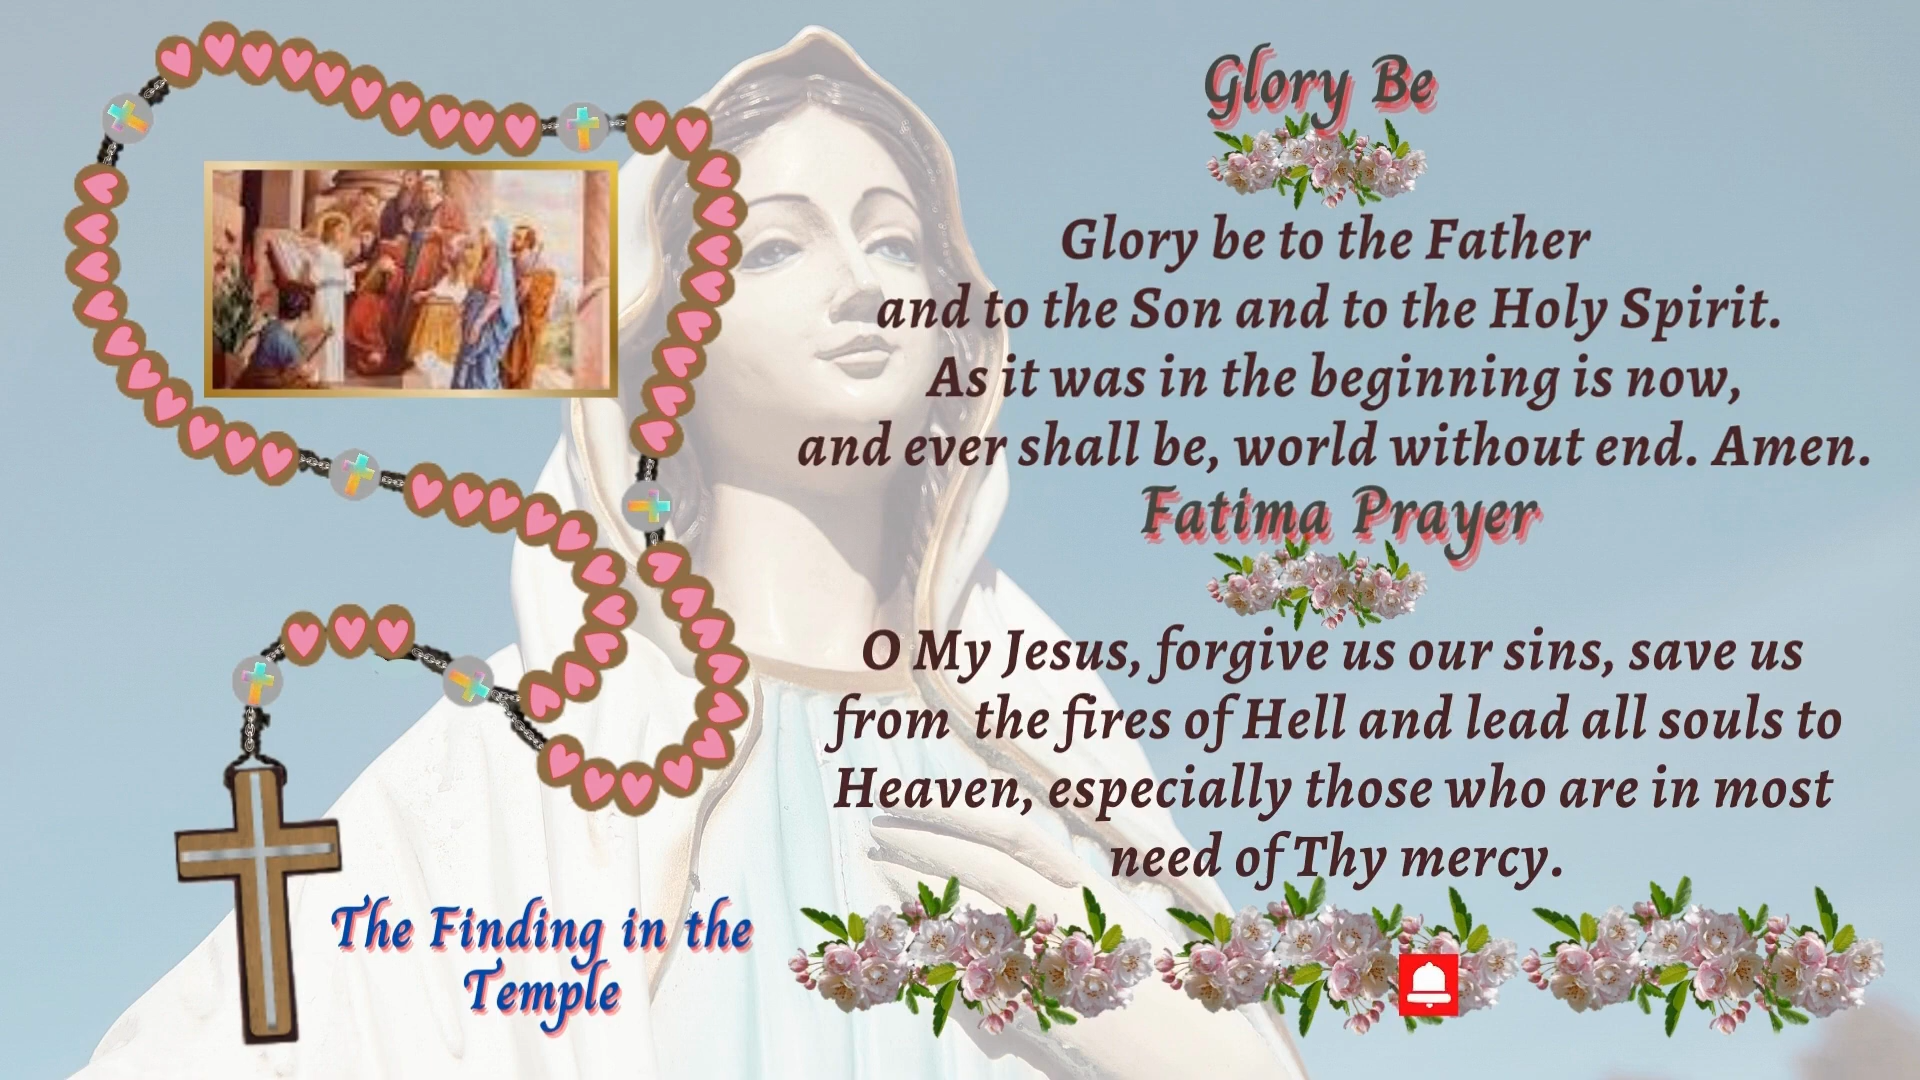 Glory Be
Glory be to the Father
and to the Son and to the Holy Spirit.
As it was in the beginning is now,
and ever shall be, world without end. Amen.
Fatima Prayer
O My Jesus, forgive us our sins, save us
from the fires of Hell and lead all souls to
Heaven, especially those who are in most
need of Thy mercy.
The Finding in the
Temple